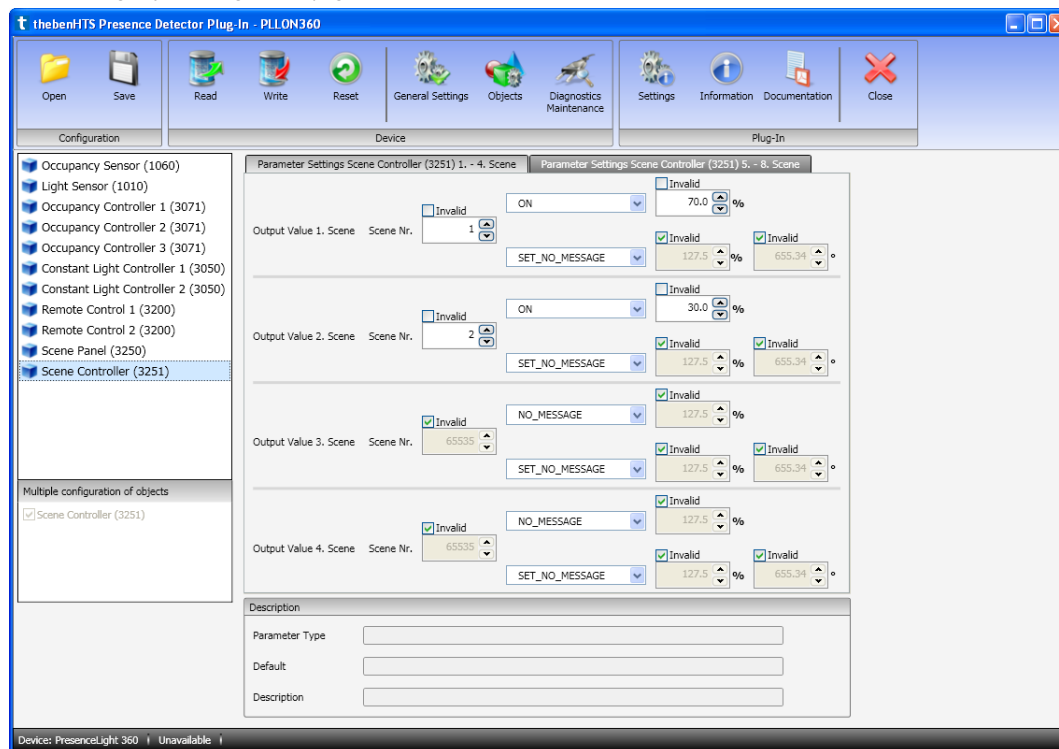 thebenHTS Presence Detector Plug-In - PLLON360
Open Save Read Write Reset General Settings Objects Diagnostics Maintenance Settings Information Documentation Close
Configuration Device Plug-In
Occupancy Sensor (1060)
Light Sensor (1010)
Occupancy Controller 1 (3071)
Occupancy Controller 2 (3071)
Occupancy Controller 3 (3071)
Constant Light Controller 1 (3050)
Constant Light Controller 2 (3050)
Remote Control 1 (3200)
Remote Control 2 (3200)
Scene Panel (3250)
Scene Controller (3251)
Multiple configuration of objects
Scene Controller (3251)
Parameter Settings Scene Controller (3251) 1. - 4. Scene Parameter Settings Scene Controller (3251) 5. - 8. Scene
Invalid
Invalid ON 70.0 %
Output Value 1. Scene Scene Nr. 1
Invalid Invalid
SET_NO_MESSAGE 127.5 % 655.34 °
Invalid
Invalid ON 30.0 %
Output Value 2. Scene Scene Nr. 2
Invalid Invalid
SET_NO_MESSAGE 127.5 % 655.34 °
Invalid
Invalid NO_MESSAGE 127.5 %
Output Value 3. Scene Scene Nr. 65535
Invalid Invalid
SET_NO_MESSAGE 127.5 % 655.34 °
Invalid
Invalid NO_MESSAGE 127.5 %
Output Value 4. Scene Scene Nr. 65535
Invalid Invalid
SET_NO_MESSAGE 127.5 % 655.34 °
Description
Parameter Type
Default
Description
Device: PresenceLight 360 Unavailable